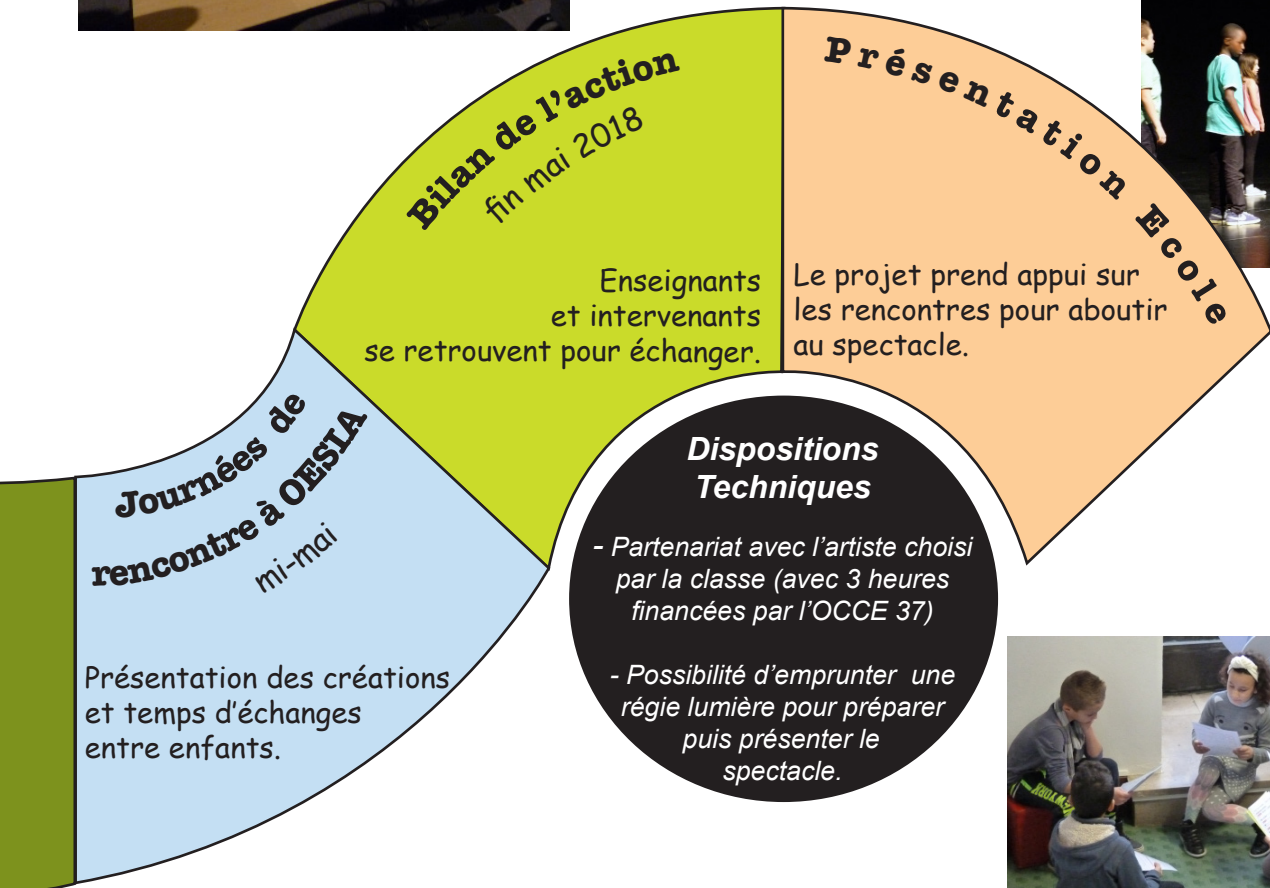 Journées de
rencontre à OESIA
mi-mai
Présentation des créations
et temps d'échanges
entre enfants.
Bilan de l'action
fin mai 2018
Enseignants
et intervenants
se retrouvent pour échanger.
Présentation Ecole
Le projet prend appui sur
les rencontres pour aboutir
au spectacle.
Dispositions
Techniques
- Partenariat avec l'artiste choisi
par la classe (avec 3 heures
financées par l'OCCE 37)
- Possibilité d'emprunter une
régie lumière pour préparer
puis présenter le
spectacle.